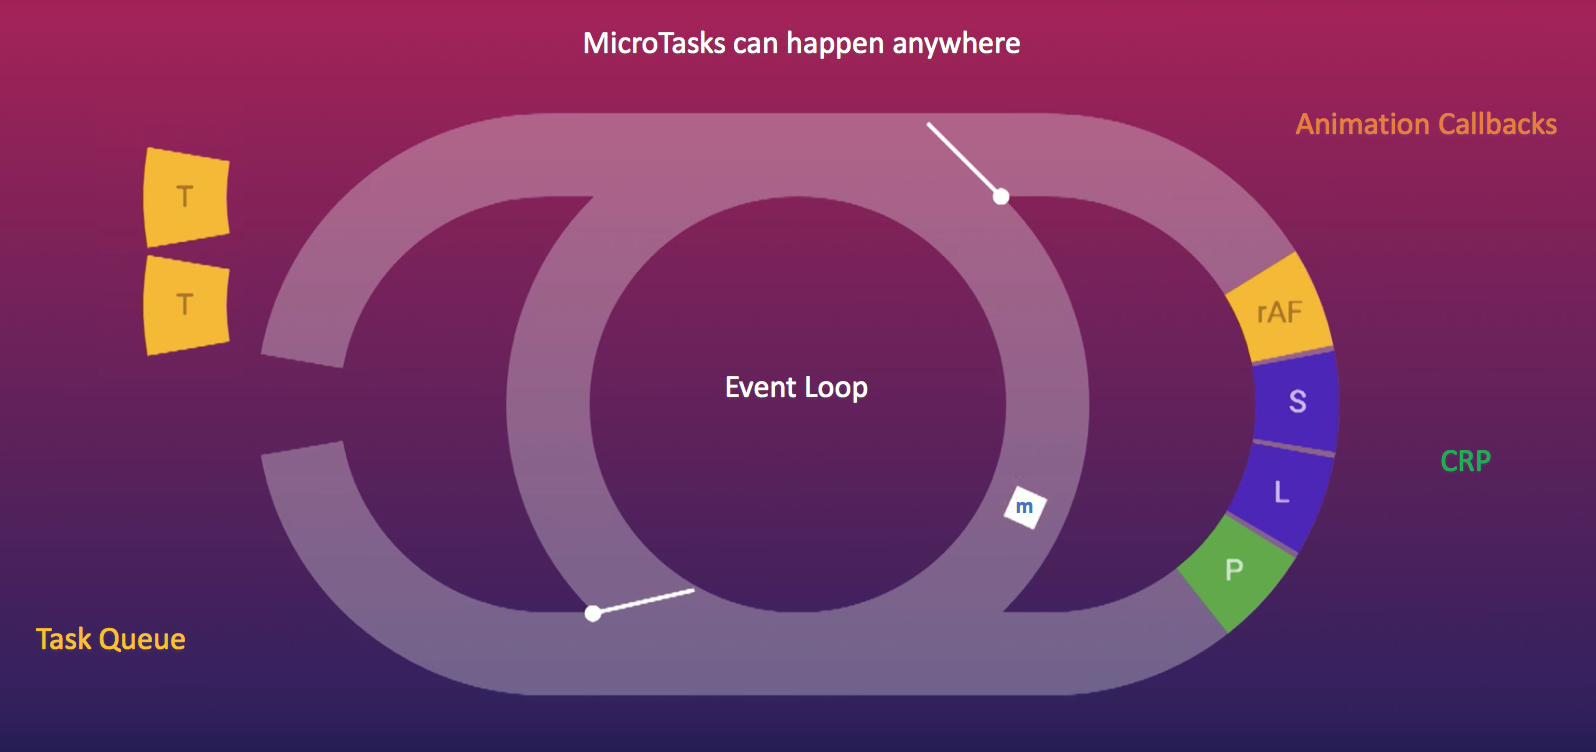 MicroTasks can happen anywhere
Animation Callbacks
T
T
rAF
S
Event Loop
CRP
L
m
P
Task Queue